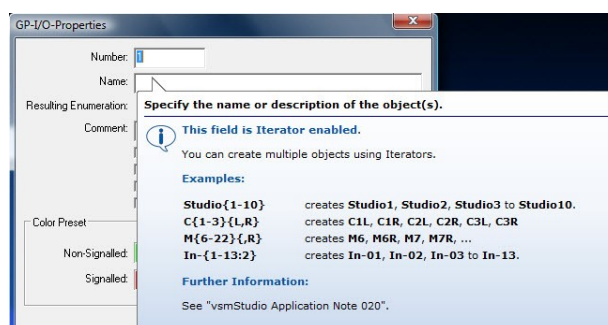 GP-I/O-Properties
Number: 1
Name:
Resulting Enumeration:
Specify the name or description of the object(s).
Comment:
This field is Iterator enabled.
You can create multiple objects using Iterators.
Examples:
Studio{1-10} creates Studio1, Studio2, Studio3 to Studio10.
C{1-3}{L,R} creates C1L, C1R, C2L, C2R, C3L, C3R
M{6-22}{,R} creates M6, M6R, M7, M7R, ...
In-{1-13:2} creates In-01, In-02, In-03 to In-13.
Color Preset
Non-Signalled:
Signalled:
Further Information:
See "vsmStudio Application Note 020".